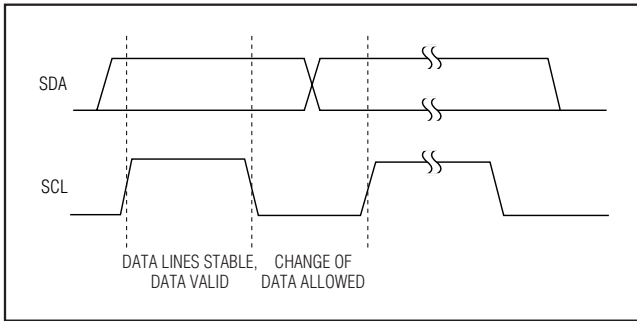 SDA
SCL
DATA LINES STABLE,
DATA VALID
CHANGE OF
DATA ALLOWED